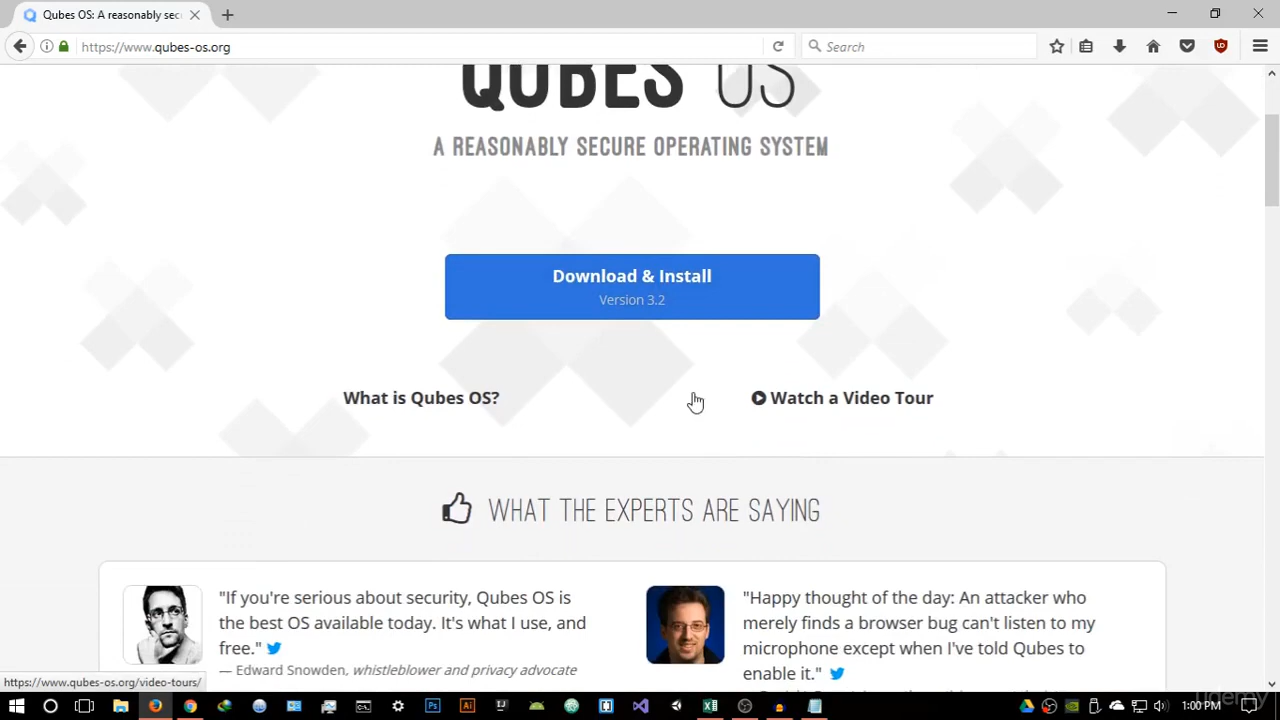 Qubes OS: A reasonably sec
https://www.qubes-os.org
Search
QUBES OS
A REASONABLY SECURE OPERATING SYSTEM
Download & Install
Version 3.2
What is Qubes OS?
Watch a Video Tour
WHAT THE EXPERTS ARE SAYING
"If you're serious about security, Qubes OS is
the best OS available today. It's what I use, and
free."
— Edward Snowden, whistleblower and privacy advocate
"Happy thought of the day: An attacker who
merely finds a browser bug can't listen to my
microphone except when I've told Qubes to
enable it."
https://www.qubes-os.org/video-tours/
1:00 PM
udemy